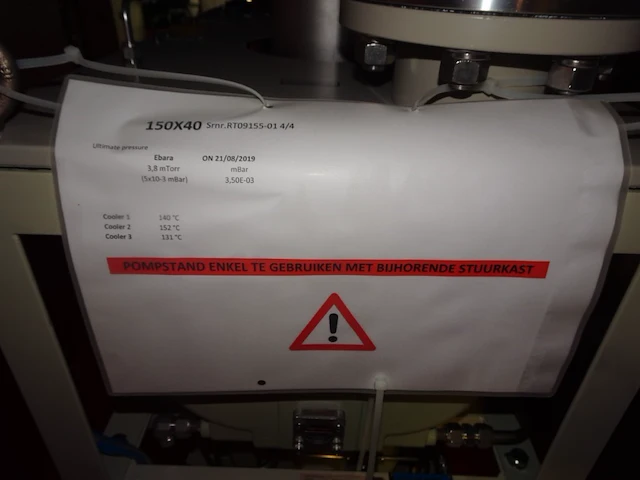 150X40 Srnr.RT09155-01 4/4
Ultimate pressure
Ebara ON 21/08/2019
3,8 mTorr mBar
(5x10-3 mBar) 3,50E-03
Cooler 1 140 °C
Cooler 2 152 °C
Cooler 3 131 °C
POMPSTAND ENKEL TE GEBRUIKEN MET BIJHORENDE STUURKAST
!